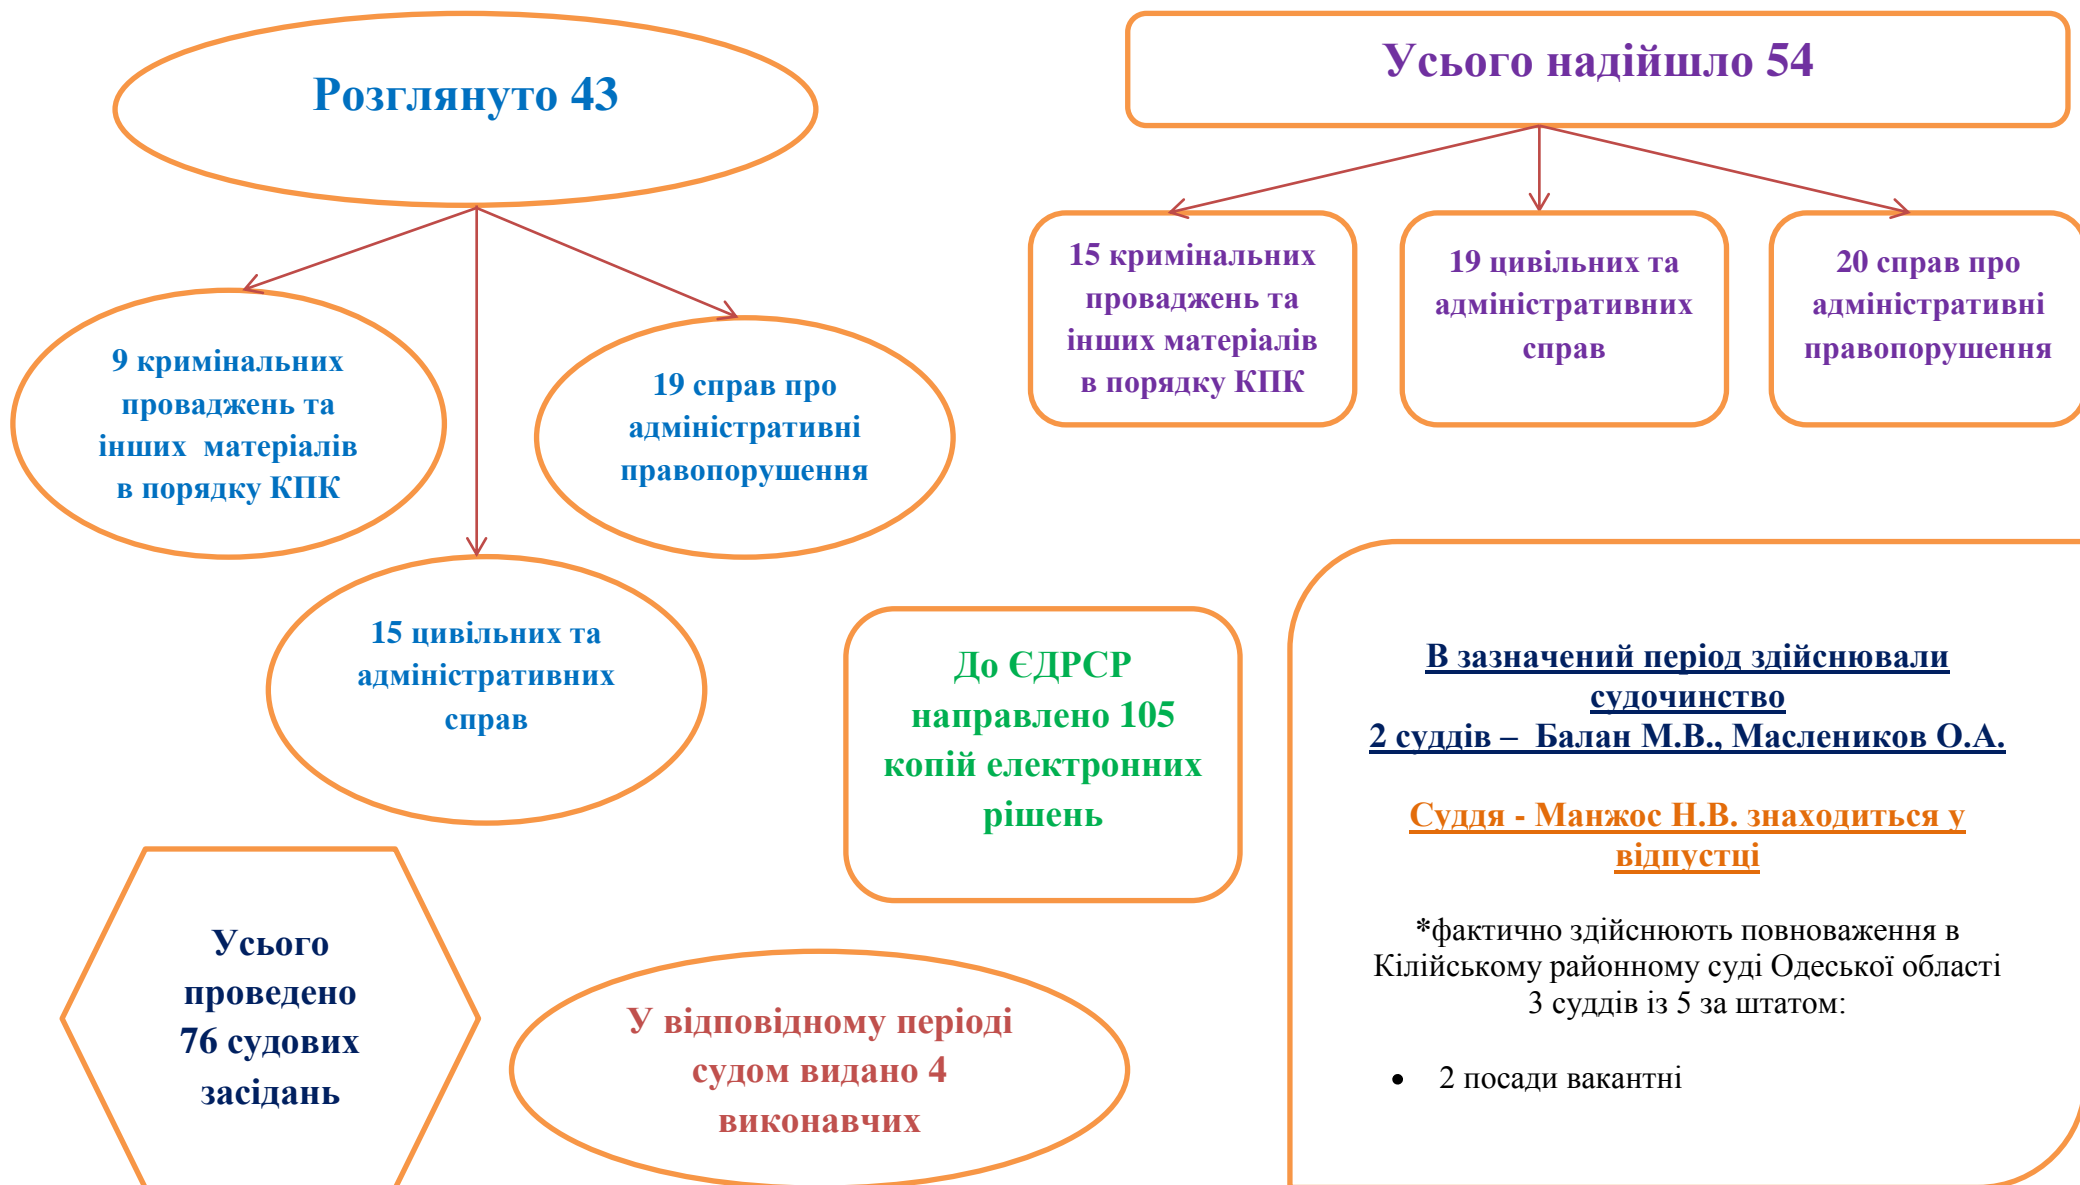 Розглянуто 43
9 кримінальних
проваджень та
інших матеріалів
в порядку КПК
19 справ про
адміністративні
правопорушення
15 цивільних та
адміністративних
справ
Усього надійшло 54
15 кримінальних
проваджень та
інших матеріалів
в порядку КПК
19 цивільних та
адміністративних
справ
20 справ про
адміністративні
правопорушення
До ЄДРСР
направлено 105
копій електронних
рішень
В зазначений період здійснювали
судочинство
2 суддів – Балан М.В., Маслеников О.А.
Суддя - Манжос Н.В. знаходиться у
відпустці
*фактично здійснюють повноваження в
Кілійському районному суді Одеської області
3 суддів із 5 за штатом:
• 2 посади вакантні
Усього
проведено
76 судових
засідань
У відповідному періоді
судом видано 4
виконавчих